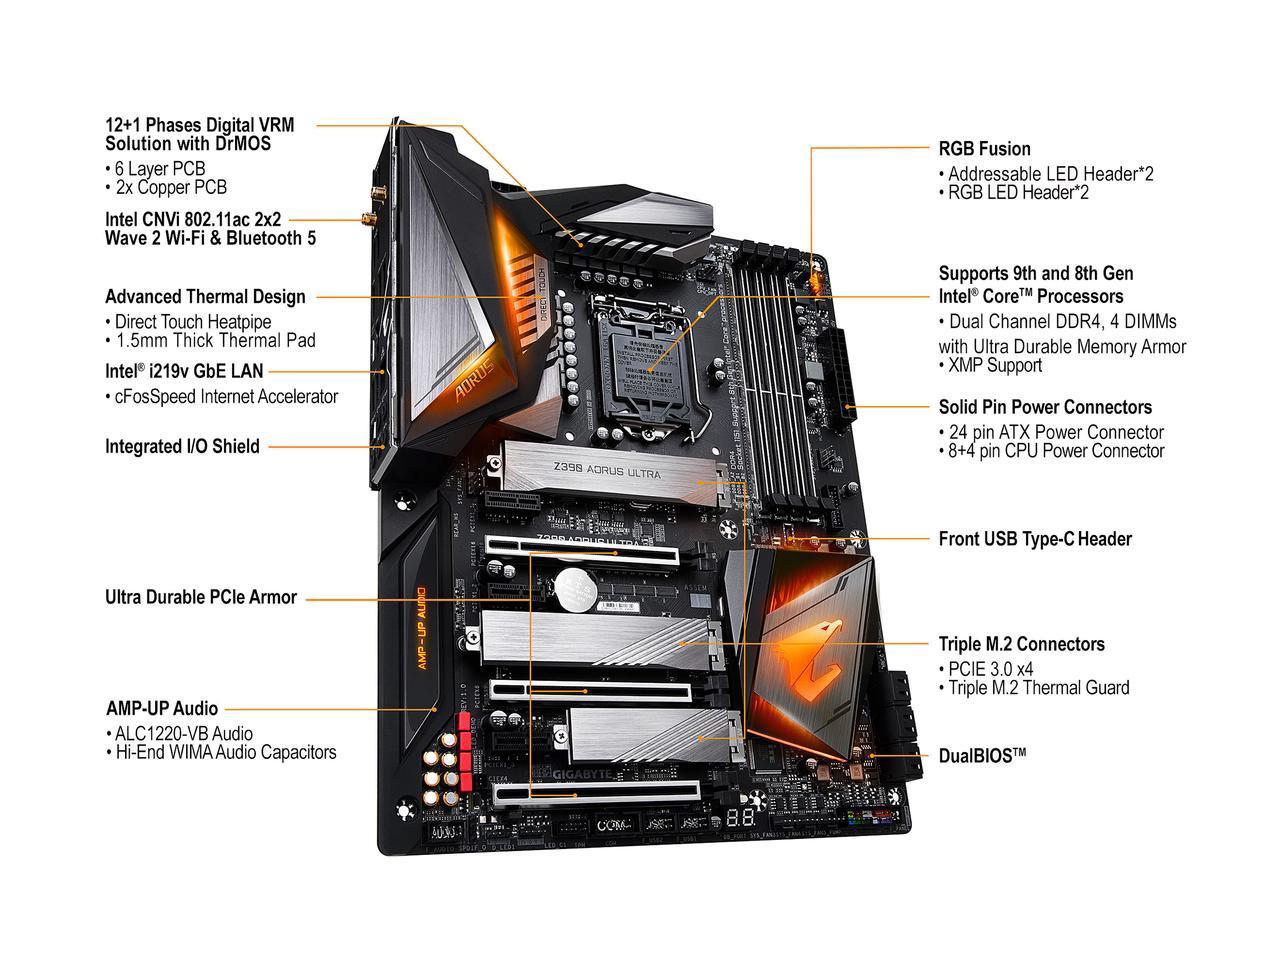 12+1 Phases Digital VRM
Solution with DrMOS
• 6 Layer PCB
• 2x Copper PCB
Intel CNVi 802.11ac 2x2
Wave 2 Wi-Fi & Bluetooth 5
Advanced Thermal Design
• Direct Touch Heatpipe
• 1.5mm Thick Thermal Pad
Intel® i219v GbE LAN
• cFosSpeed Internet Accelerator
Integrated I/O Shield
Ultra Durable PCIe Armor
AMP-UP Audio
• ALC1220-VB Audio
• Hi-End WIMA Audio Capacitors
RGB Fusion
• Addressable LED Header*2
• RGB LED Header*2
Supports 9th and 8th Gen
Intel® Core™ Processors
• Dual Channel DDR4, 4 DIMMs
with Ultra Durable Memory Armor
• XMP Support
Solid Pin Power Connectors
• 24 pin ATX Power Connector
• 8+4 pin CPU Power Connector
Front USB Type-C Header
Triple M.2 Connectors
• PCIE 3.0 x4
• Triple M.2 Thermal Guard
DualBIOS™
DIRECT TOUCH
AORUS
Z390 AORUS ULTRA
Z390 AORUS ULTRA
AMP-UP AUDIO
GIGABYTE
COM
88